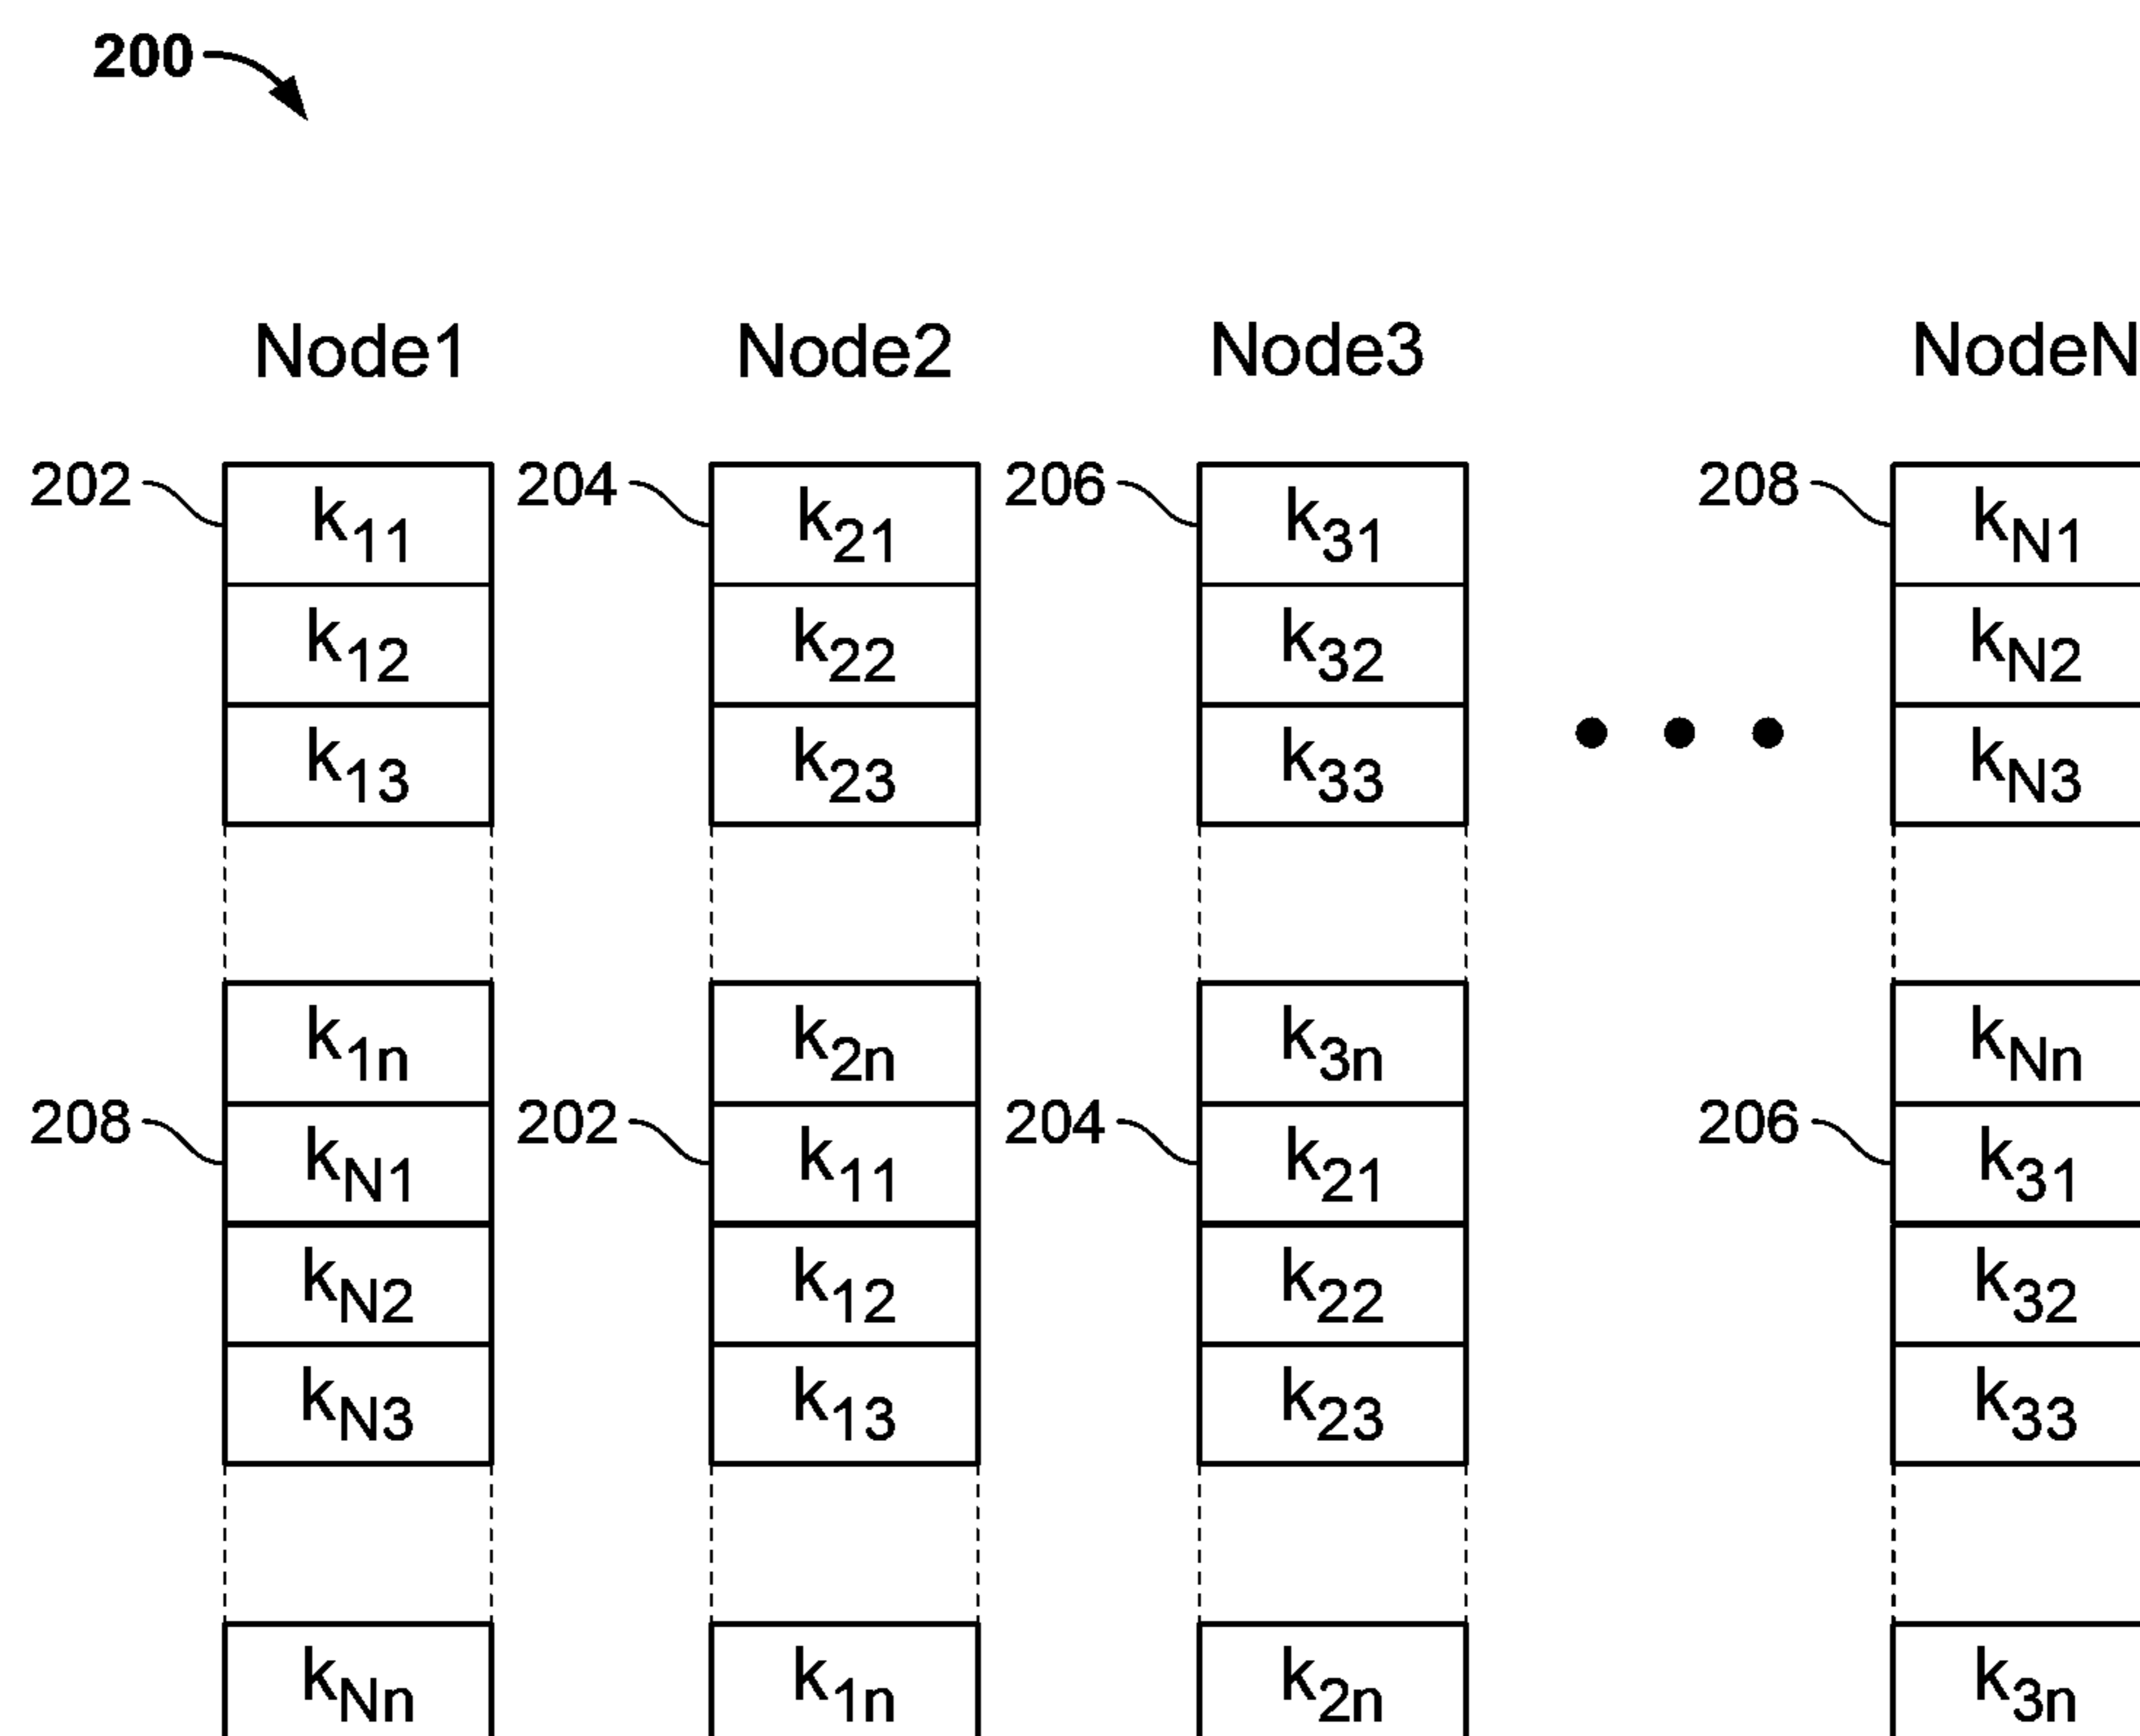 200
Node1 Node2 Node3 NodeN
202 k11 204 k21 206 k31 208 kN1
k12 k22 k32 kN2
k13 k23 k33 kN3
k1n k2n k3n kNn
208 kN1 202 k11 204 k21 206 k31
kN2 k12 k22 k32
kN3 k13 k23 k33
kNn k1n k2n k3n